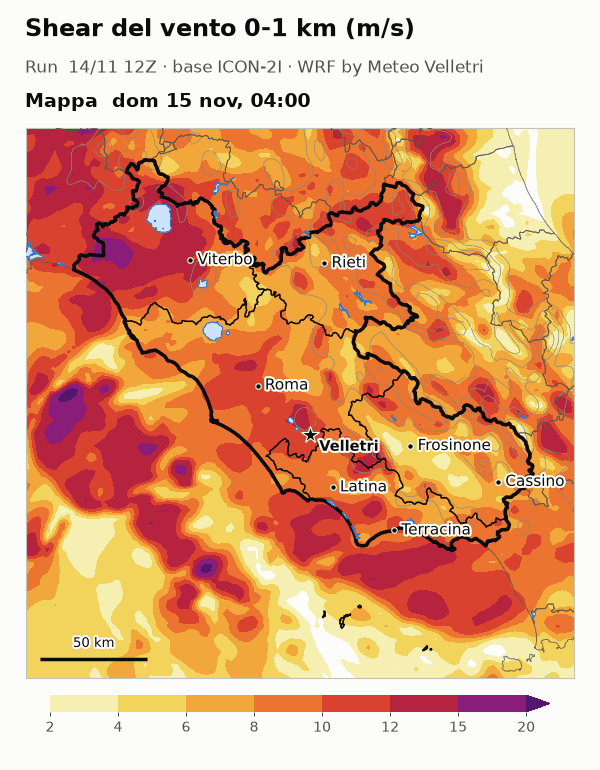 Shear del vento 0-1 km (m/s)
Run  14/11 12Z · base ICON-2I · WRF by Meteo Velletri
Mappa  dom 15 nov, 04:00
Viterbo
Rieti
Roma
Velletri
Frosinone
Cassino
Latina
Terracina
50 km
2 4 6 8 10 12 15 20